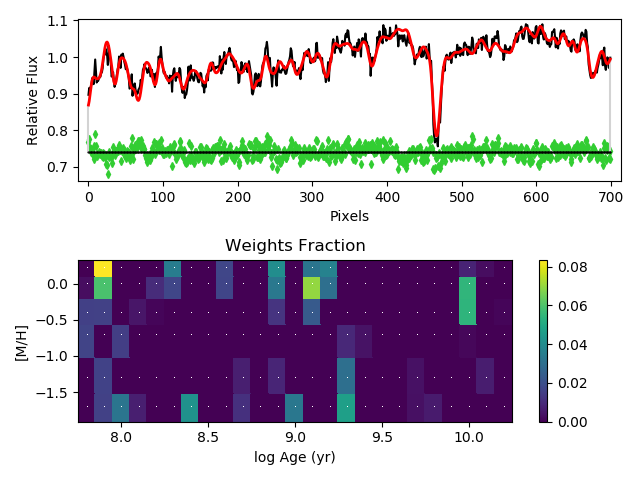 1.1
1.0
0.9
0.8
0.7
Relative Flux
0 100 200 300 400 500 600 700
Pixels
Weights Fraction
0.0
−0.5
−1.0
−1.5
[M/H]
8.0 8.5 9.0 9.5 10.0
log Age (yr)
0.08
0.06
0.04
0.02
0.00